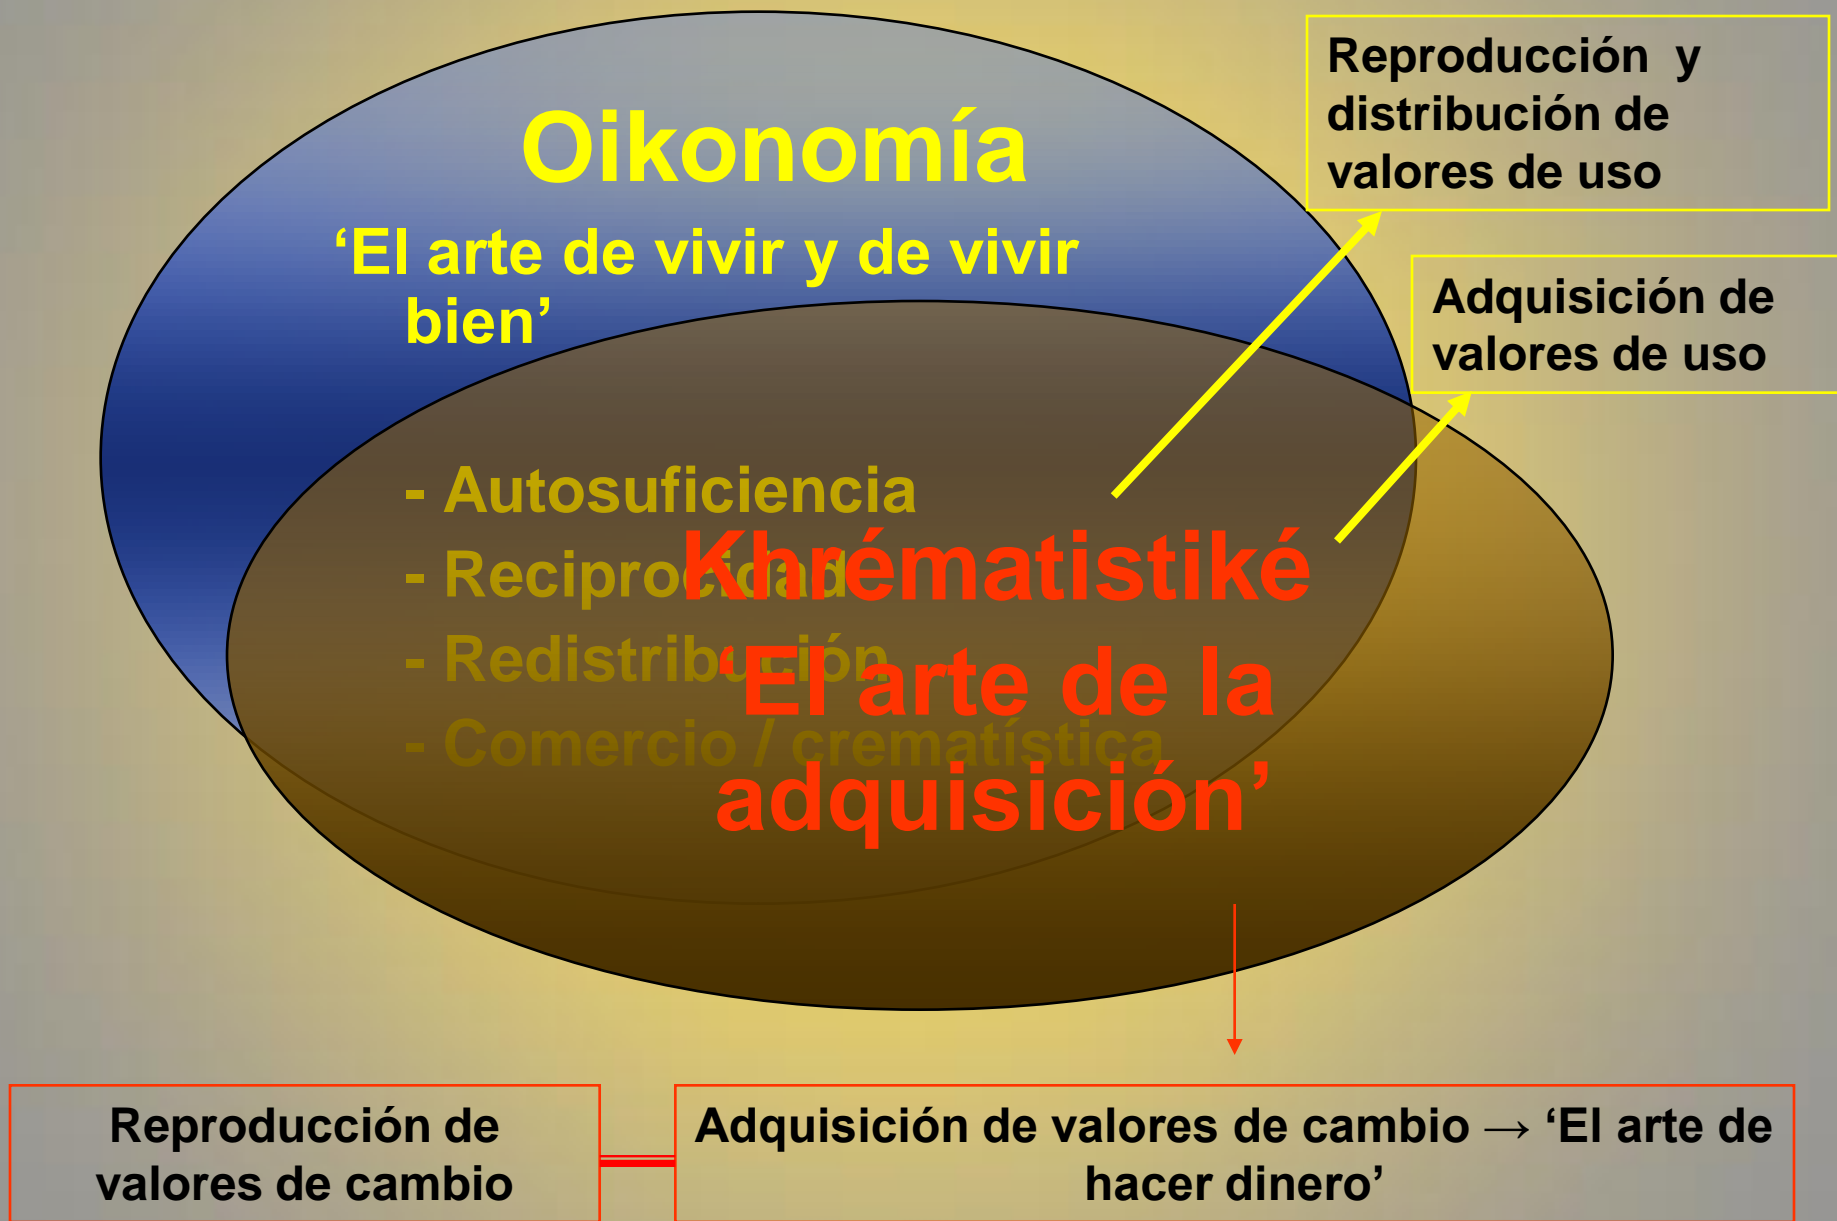 Oikonomía
‘El arte de vivir y de vivir
bien’
- Autosuficiencia
- Reciprocidad
- Redistribución
- Comercio / crematística
Khrématistiké
‘El arte de la
adquisición’
Reproducción y
distribución de
valores de uso
Adquisición de
valores de uso
Reproducción de
valores de cambio
Adquisición de valores de cambio → ‘El arte de
hacer dinero’